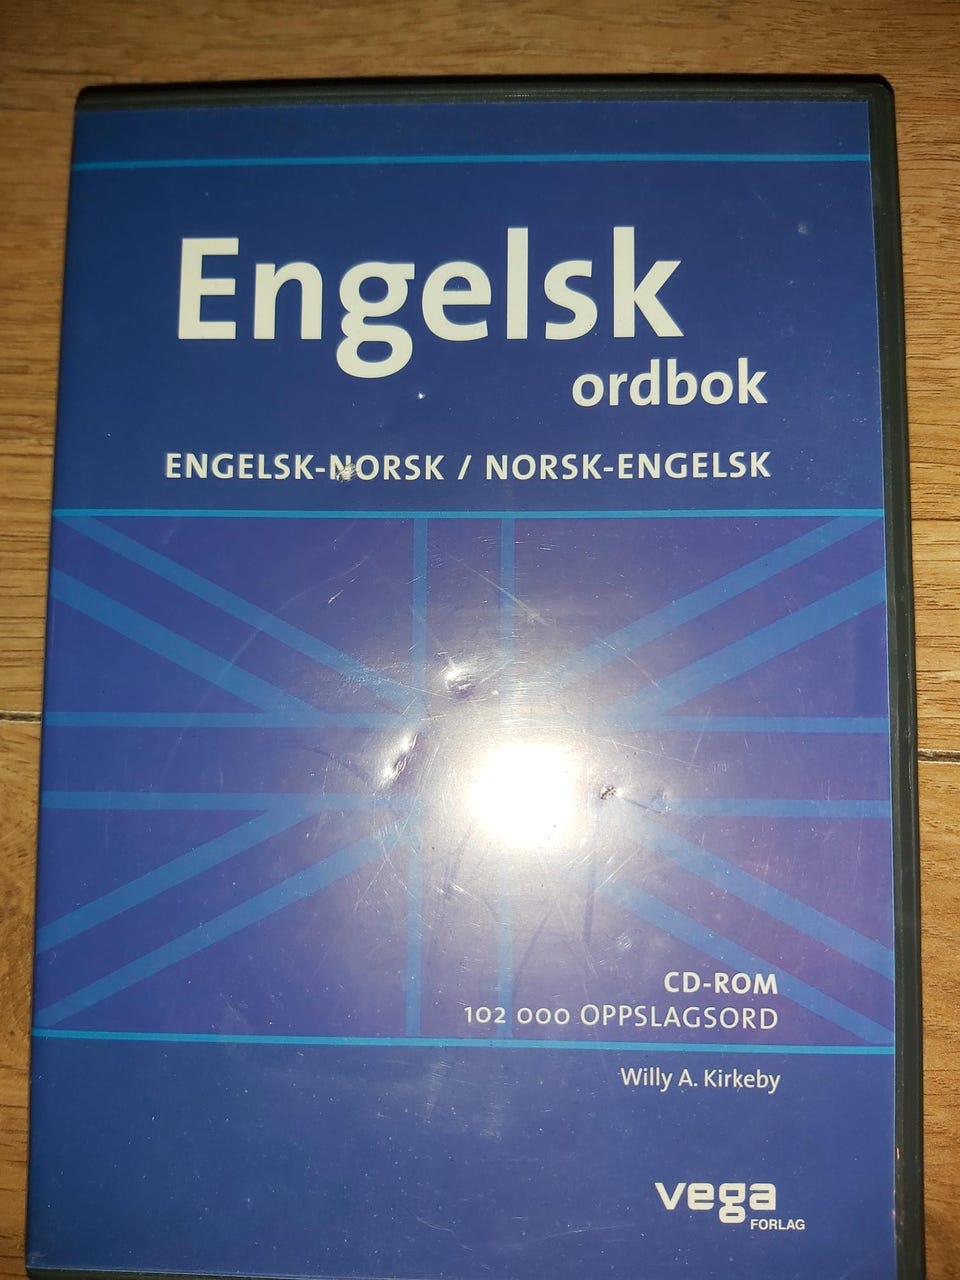 Engelsk
ordbok
ENGELSK-NORSK / NORSK-ENGELSK
CD-ROM
102 000 OPPSLAGSORD
Willy A. Kirkeby
vega
FORLAG